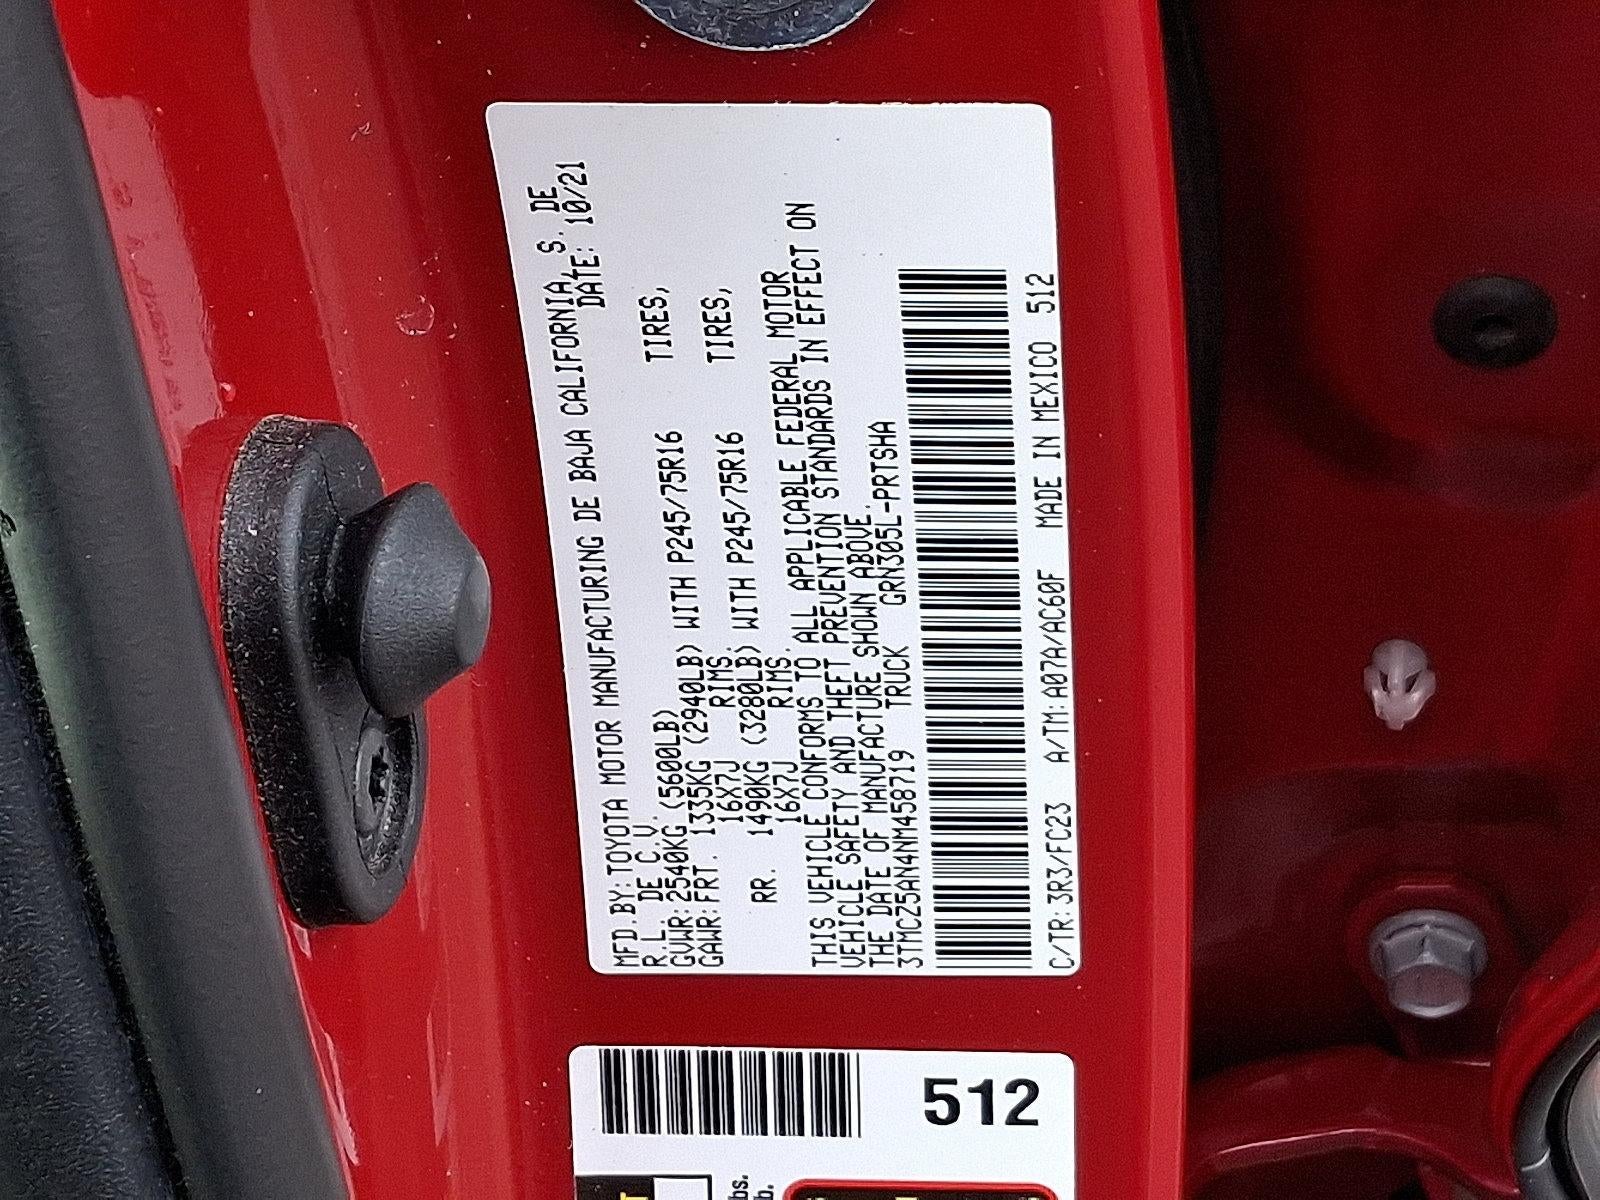 MFD.BY:TOYOTA MOTOR MANUFACTURING DE BAJA CALIFORNIA, S. DE
R.L. DE C.V. DATE: 10/21
GVWR:2540KG (5600LB)
GAWR:FRT. 1335KG (2940LB) WITH P245/75R16 TIRES,
16X7J RIMS.
RR. 1490KG (3280LB) WITH P245/75R16 TIRES,
16X7J RIMS.
THIS VEHICLE CONFORMS TO ALL APPLICABLE FEDERAL MOTOR
VEHICLE SAFETY AND THEFT PREVENTION STANDARDS IN EFFECT ON
THE DATE OF MANUFACTURE SHOWN ABOVE.
3TMCZ5AN4NM458719 TRUCK GRN305L-PRTSHA
C/TR:3R3/FC23 A/TM:A07A/AC60F MADE IN MEXICO 512
512